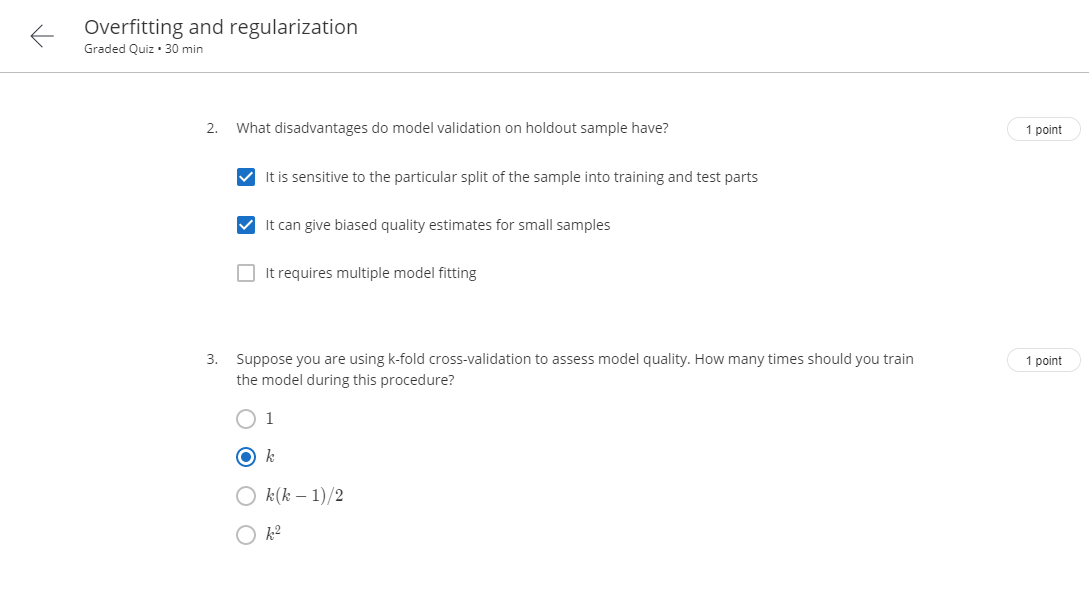 Overfitting and regularization
Graded Quiz • 30 min
2. What disadvantages do model validation on holdout sample have?
1 point
It is sensitive to the particular split of the sample into training and test parts
It can give biased quality estimates for small samples
It requires multiple model fitting
3. Suppose you are using k-fold cross-validation to assess model quality. How many times should you train
1 point
the model during this procedure?
1
k
k(k − 1)/2
k²